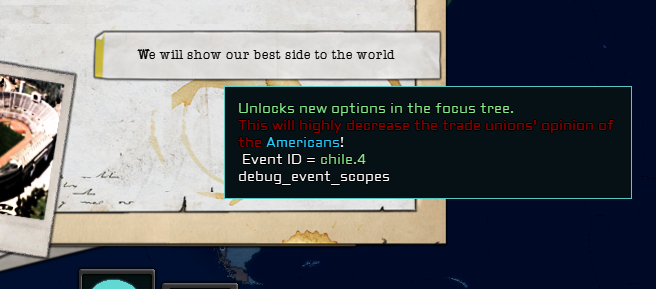 We will show our best side to the world
Unlocks new options in the focus tree.
This will highly decrease the trade unions' opinion of
the Americans!
Event ID = chile.4
debug_event_scopes